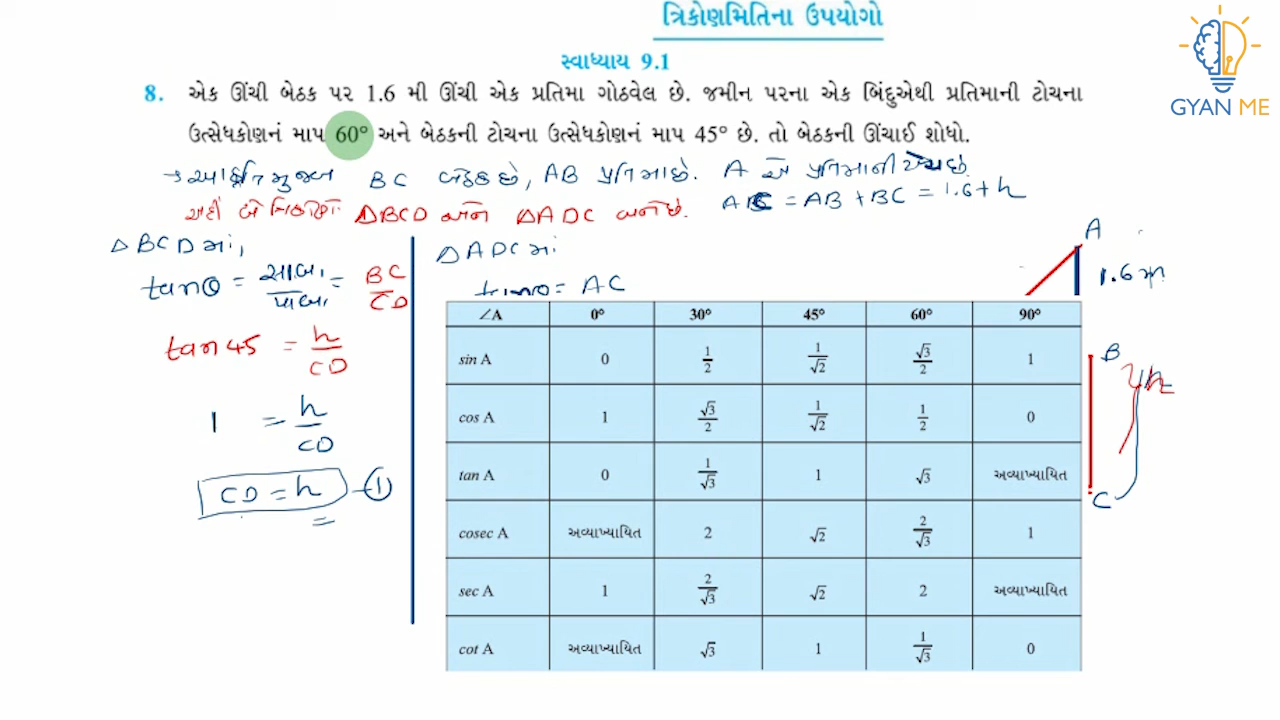 ત્રિકોણમિતિના ઉપયોગો
GYAN ME
સ્વાધ્યાય 9.1
8. એક ઊંચી બેઠક પર 1.6 મી ઊંચી એક પ્રતિમા ગોઠવેલ છે. જમીન પરના એક બિંદુએથી પ્રતિમાની ટોચના
ઉત્સેધકોણનું માપ 60° અને બેઠકની ટોચના ઉત્સેધકોણનું માપ 45° છે. તો બેઠકની ઊંચાઈ શોધો.
→ આકૃતિ મુજબ BC બેઠક છે, AB પ્રતિમા છે. A એ પ્રતિમાની ટોચ છે.
અહીં બે ત્રિકોણ ΔBCD અને ΔADC બને છે. AC = AB + BC = 1.6 + h
ΔBCD માં,
tanθ = સાબા / પાબા = BC / CD
tan 45 = h / CD
1 = h / CD
CD = h —①
ΔADC માં
tanθ = AC
A
1.6 મી
B
h
C
∠A 0° 30° 45° 60° 90°
sin A 0 1/2 1/√2 √3/2 1
cos A 1 √3/2 1/√2 1/2 0
tan A 0 1/√3 1 √3 અવ્યાખ્યાયિત
cosec A અવ્યાખ્યાયિત 2 √2 2/√3 1
sec A 1 2/√3 √2 2 અવ્યાખ્યાયિત
cot A અવ્યાખ્યાયિત √3 1 1/√3 0